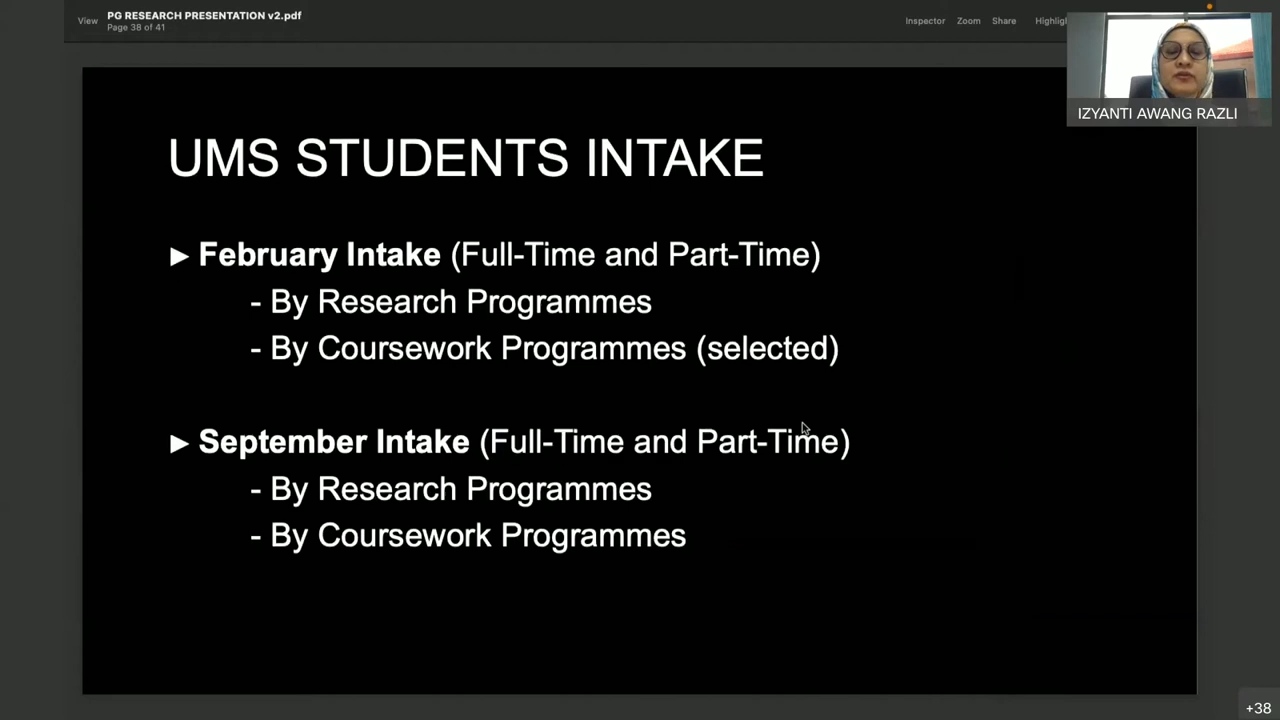 View
PG RESEARCH PRESENTATION v2.pdf
Page 38 of 41
Inspector
Zoom
Share
Highligh
IZYANTI AWANG RAZLI
UMS STUDENTS INTAKE
► February Intake (Full-Time and Part-Time)
- By Research Programmes
- By Coursework Programmes (selected)
► September Intake (Full-Time and Part-Time)
- By Research Programmes
- By Coursework Programmes
+38